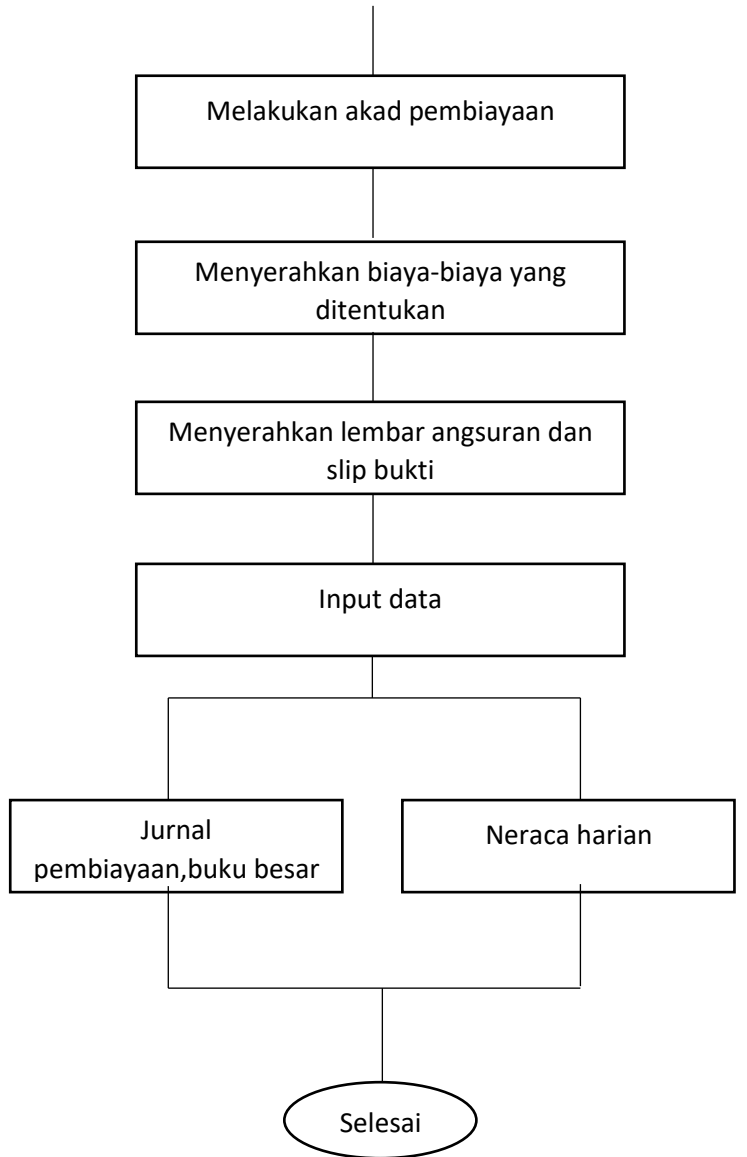 Melakukan akad pembiayaan
Menyerahkan biaya-biaya yang
ditentukan
Menyerahkan lembar angsuran dan
slip bukti
Input data
Jurnal
pembiayaan,buku besar
Neraca harian
Selesai